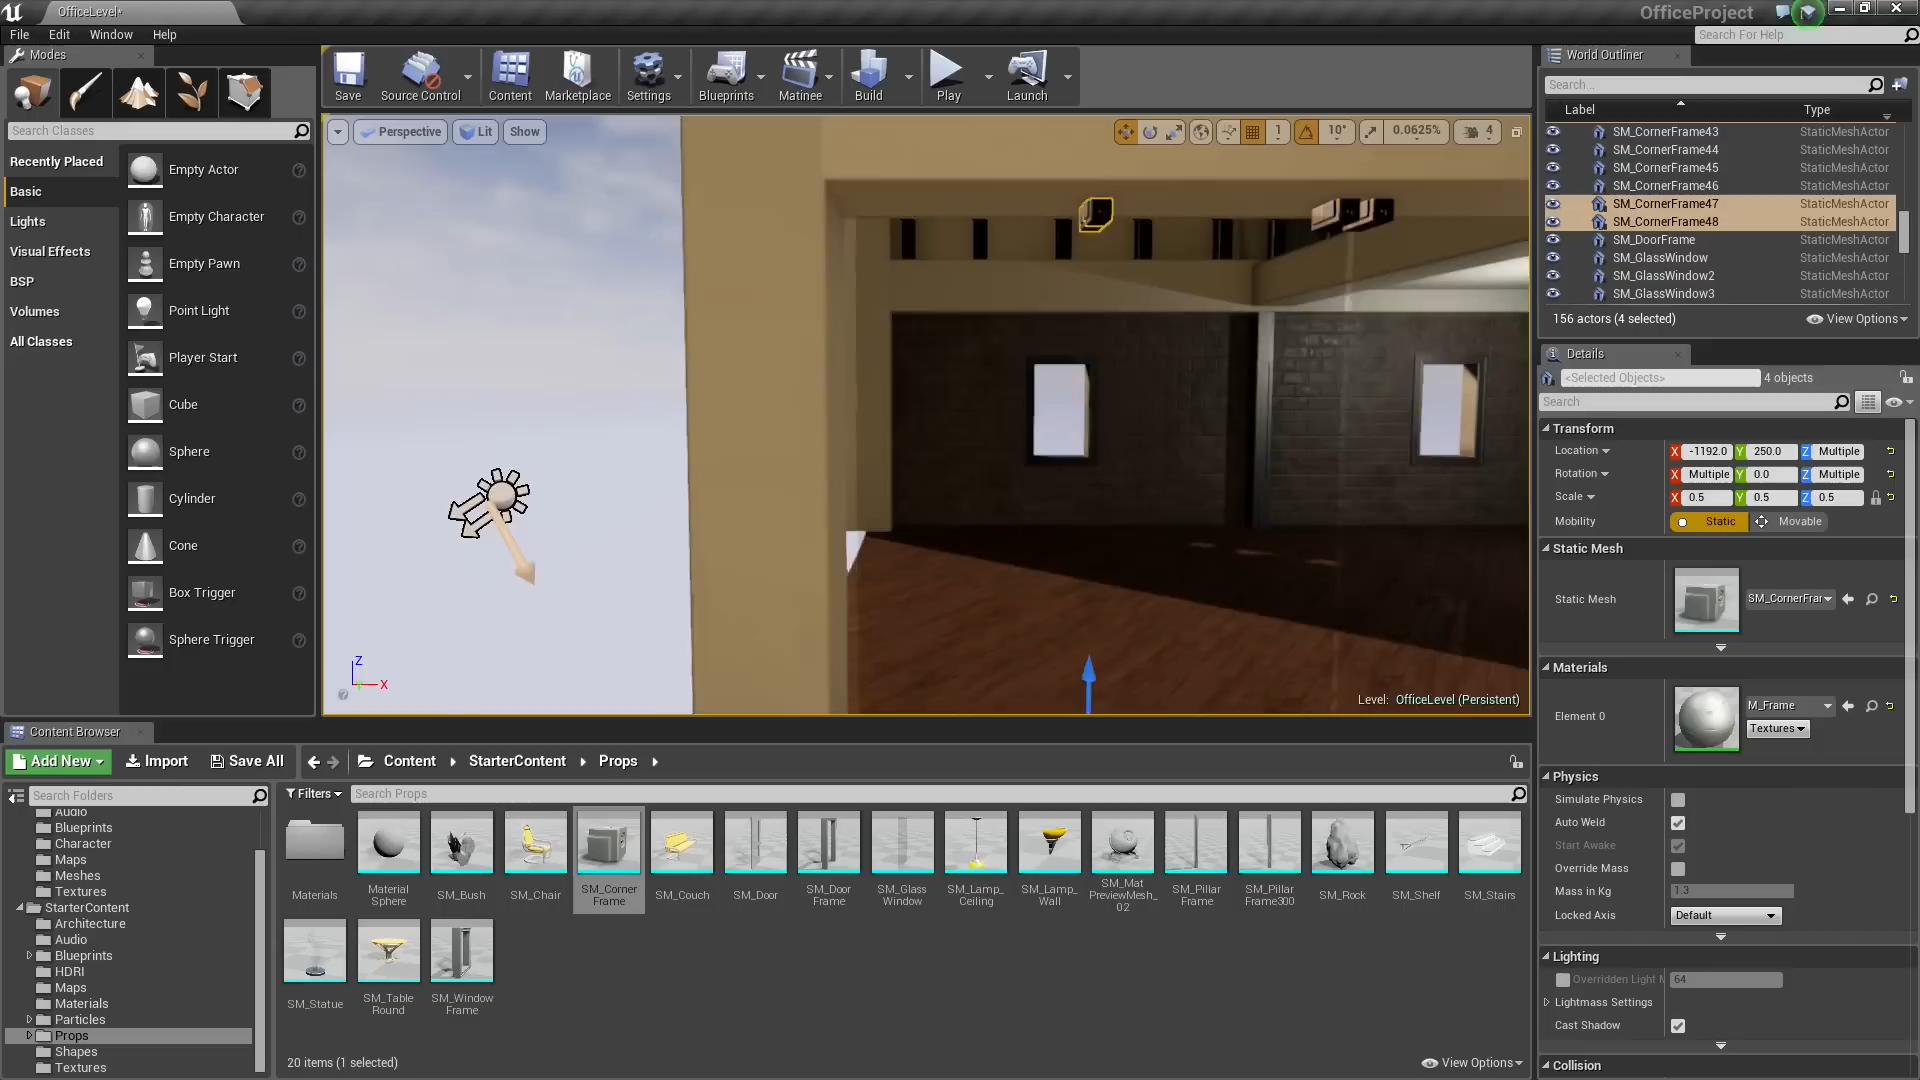 OfficeLevel*
OfficeProject
File
Edit
Window
Help
Search For Help
Modes
Save
Source Control
Content
Marketplace
Settings
Blueprints
Matinee
Build
Play
Launch
Search Classes
Recently Placed
Basic
Lights
Visual Effects
BSP
Volumes
All Classes
Empty Actor
Empty Character
Empty Pawn
Point Light
Player Start
Cube
Sphere
Cylinder
Cone
Box Trigger
Sphere Trigger
Perspective
Lit
Show
1
10°
0.0625%
4
Z
X
Level: OfficeLevel (Persistent)
World Outliner
Search...
Label
Type
SM_CornerFrame43 StaticMeshActor
SM_CornerFrame44 StaticMeshActor
SM_CornerFrame45 StaticMeshActor
SM_CornerFrame46 StaticMeshActor
SM_CornerFrame47 StaticMeshActor
SM_CornerFrame48 StaticMeshActor
SM_DoorFrame StaticMeshActor
SM_GlassWindow StaticMeshActor
SM_GlassWindow2 StaticMeshActor
SM_GlassWindow3 StaticMeshActor
156 actors (4 selected)
View Options
Details
<Selected Objects>
4 objects
Search
Transform
Location X -1192.0 Y 250.0 Z Multiple
Rotation X Multiple Y 0.0 Z Multiple
Scale X 0.5 Y 0.5 Z 0.5
Mobility Static Movable
Static Mesh
Static Mesh SM_CornerFrar
Materials
Element 0 M_Frame
Textures
Physics
Simulate Physics
Auto Weld
Start Awake
Override Mass
Mass in Kg 1.3
Locked Axis Default
Lighting
Overridden Light M 64
Lightmass Settings
Cast Shadow
Collision
Content Browser
Add New
Import
Save All
Content
StarterContent
Props
Search Folders
Filters
Search Props
Audio
Blueprints
Character
Maps
Meshes
Textures
StarterContent
Architecture
Audio
Blueprints
HDRI
Maps
Materials
Particles
Props
Shapes
Textures
Materials
Material
Sphere
SM_Bush
SM_Chair
SM_Corner
Frame
SM_Couch
SM_Door
SM_Door
Frame
SM_Glass
Window
SM_Lamp_
Ceiling
SM_Lamp_
Wall
SM_Mat
PreviewMesh_
02
SM_Pillar
Frame
SM_Pillar
Frame300
SM_Rock
SM_Shelf
SM_Stairs
SM_Statue
SM_Table
Round
SM_Window
Frame
20 items (1 selected)
View Options